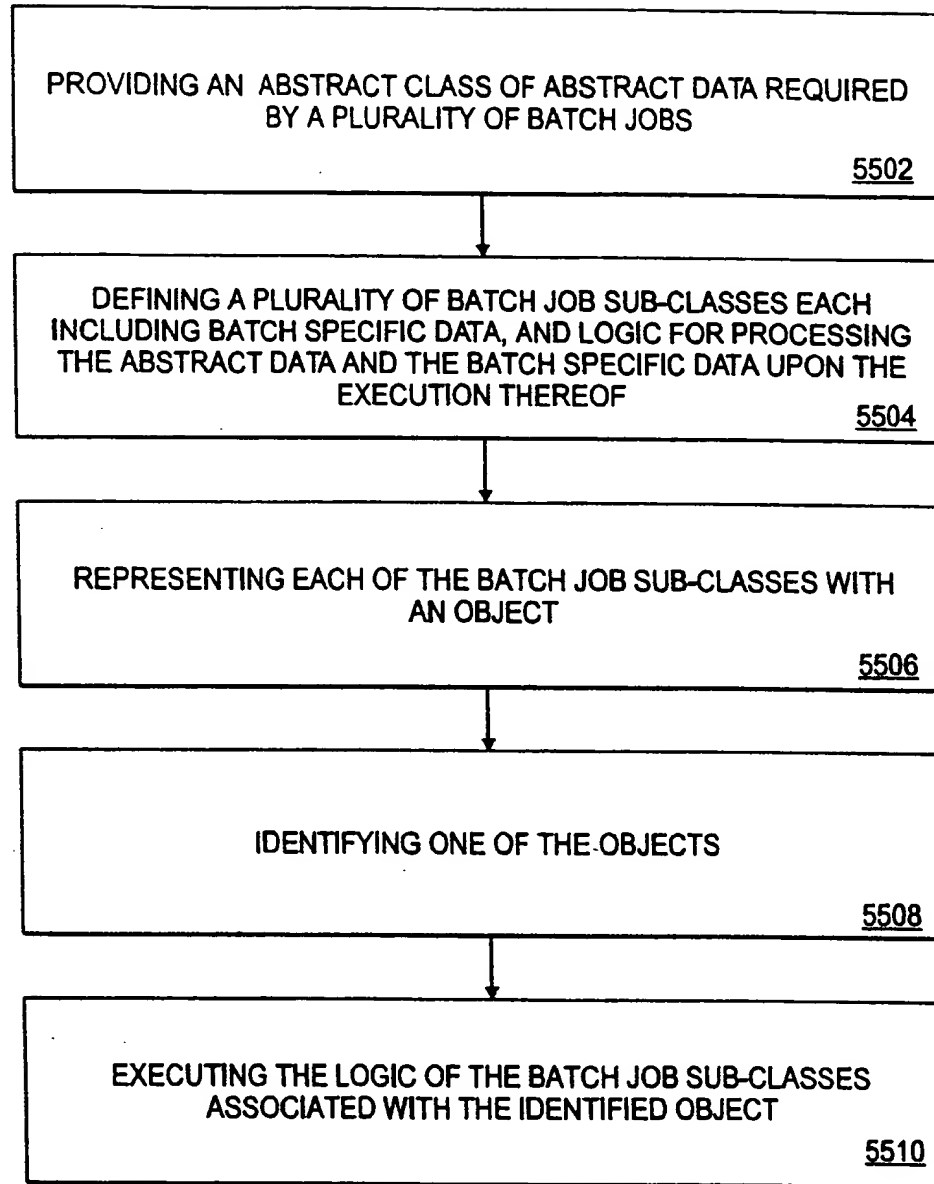 PROVIDING AN ABSTRACT CLASS OF ABSTRACT DATA REQUIRED
BY A PLURALITY OF BATCH JOBS
5502
DEFINING A PLURALITY OF BATCH JOB SUB-CLASSES EACH
INCLUDING BATCH SPECIFIC DATA, AND LOGIC FOR PROCESSING
THE ABSTRACT DATA AND THE BATCH SPECIFIC DATA UPON THE
EXECUTION THEREOF
5504
REPRESENTING EACH OF THE BATCH JOB SUB-CLASSES WITH
AN OBJECT
5506
IDENTIFYING ONE OF THE OBJECTS
5508
EXECUTING THE LOGIC OF THE BATCH JOB SUB-CLASSES
ASSOCIATED WITH THE IDENTIFIED OBJECT
5510